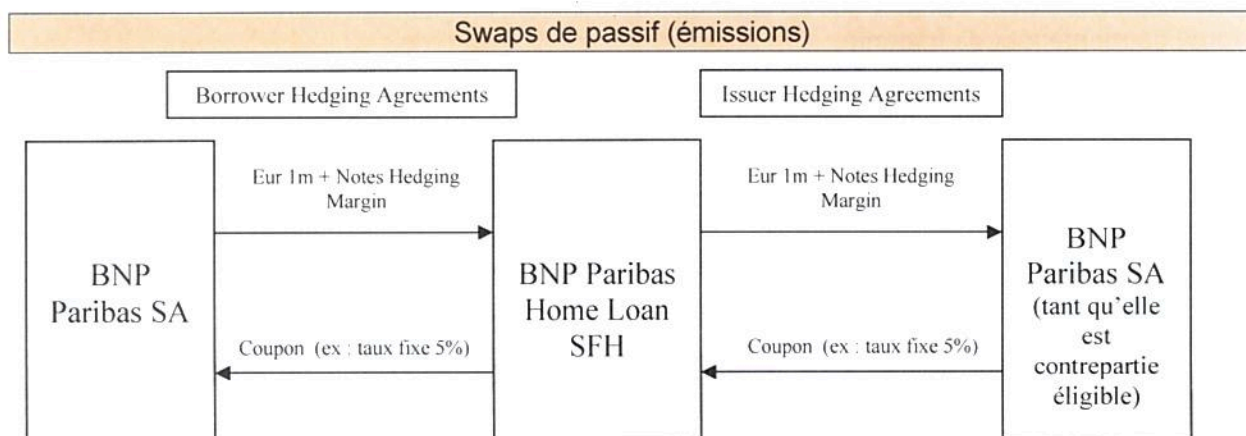 Swaps de passif (émissions)
Borrower Hedging Agreements
Issuer Hedging Agreements
BNP
Paribas SA
Eur 1m + Notes Hedging
Margin
Coupon (ex : taux fixe 5%)
BNP Paribas
Home Loan
SFH
Eur 1m + Notes Hedging
Margin
Coupon (ex : taux fixe 5%)
BNP
Paribas SA
(tant qu'elle
est
contrepartie
éligible)